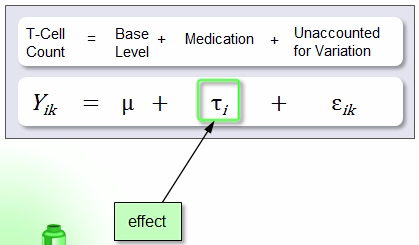 T-Cell Count = Base Level + Medication + Unaccounted for Variation
Yik = μ + τi + εik
effect